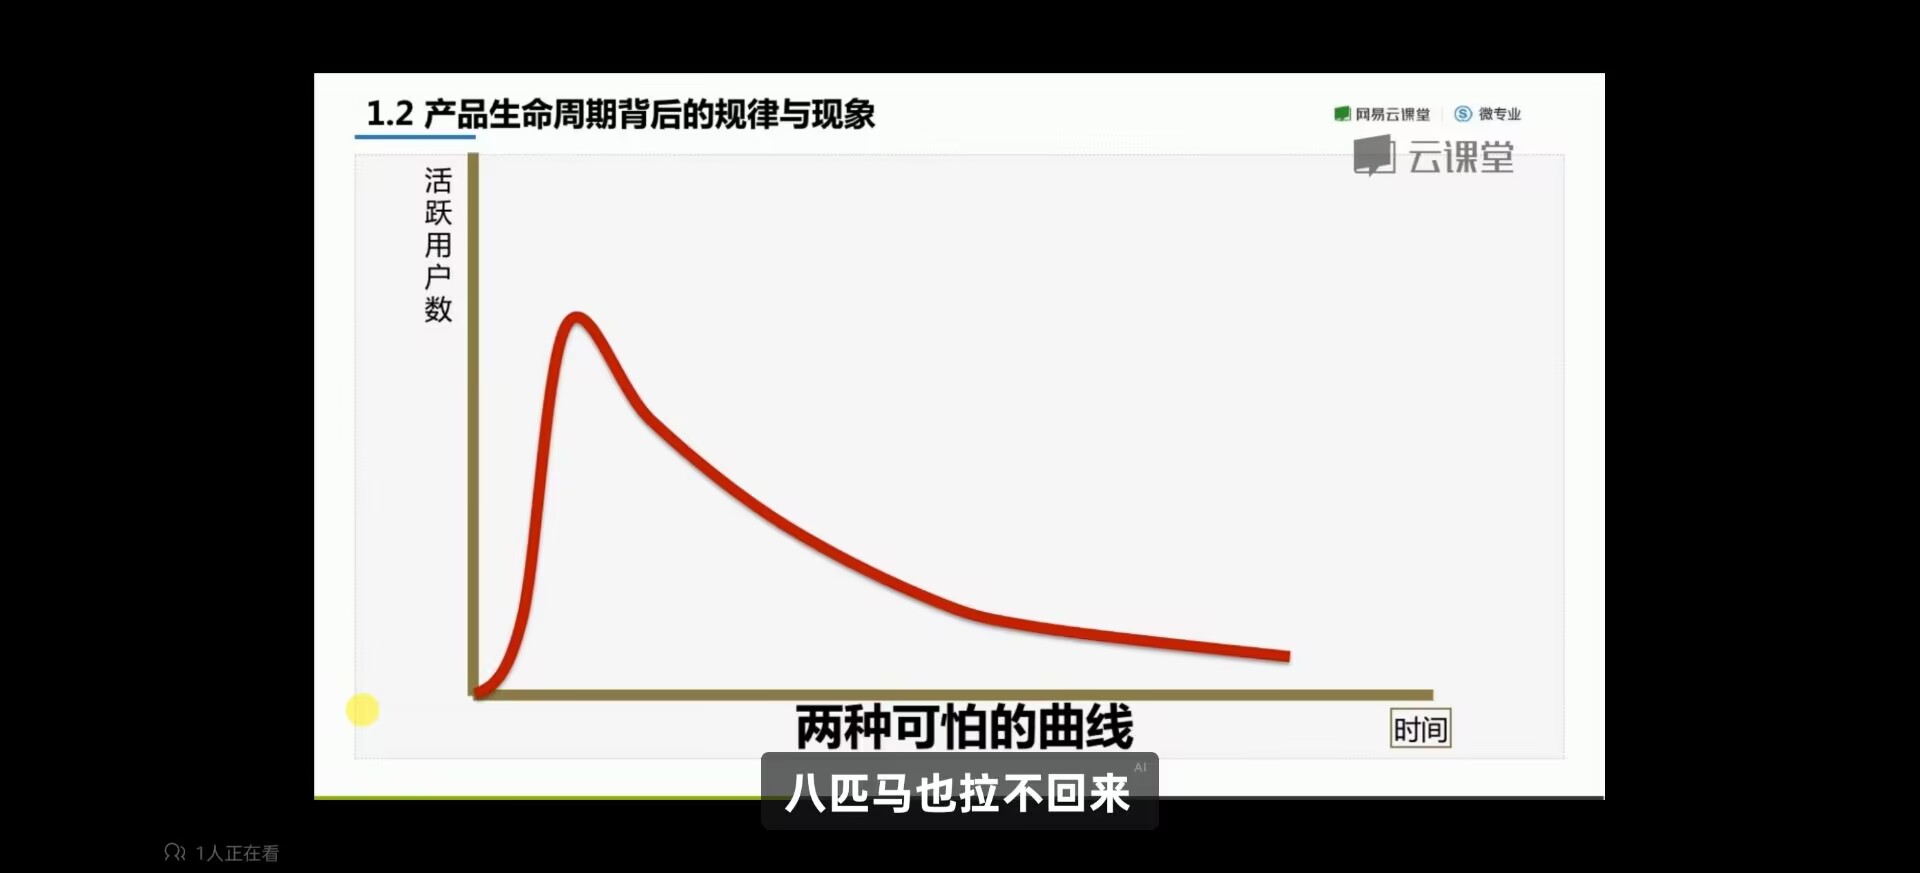 1.2 产品生命周期背后的规律与现象
网易云课堂
微专业
云课堂
活跃用户数
两种可怕的曲线
时间
AI
八匹马也拉不回来
1人正在看